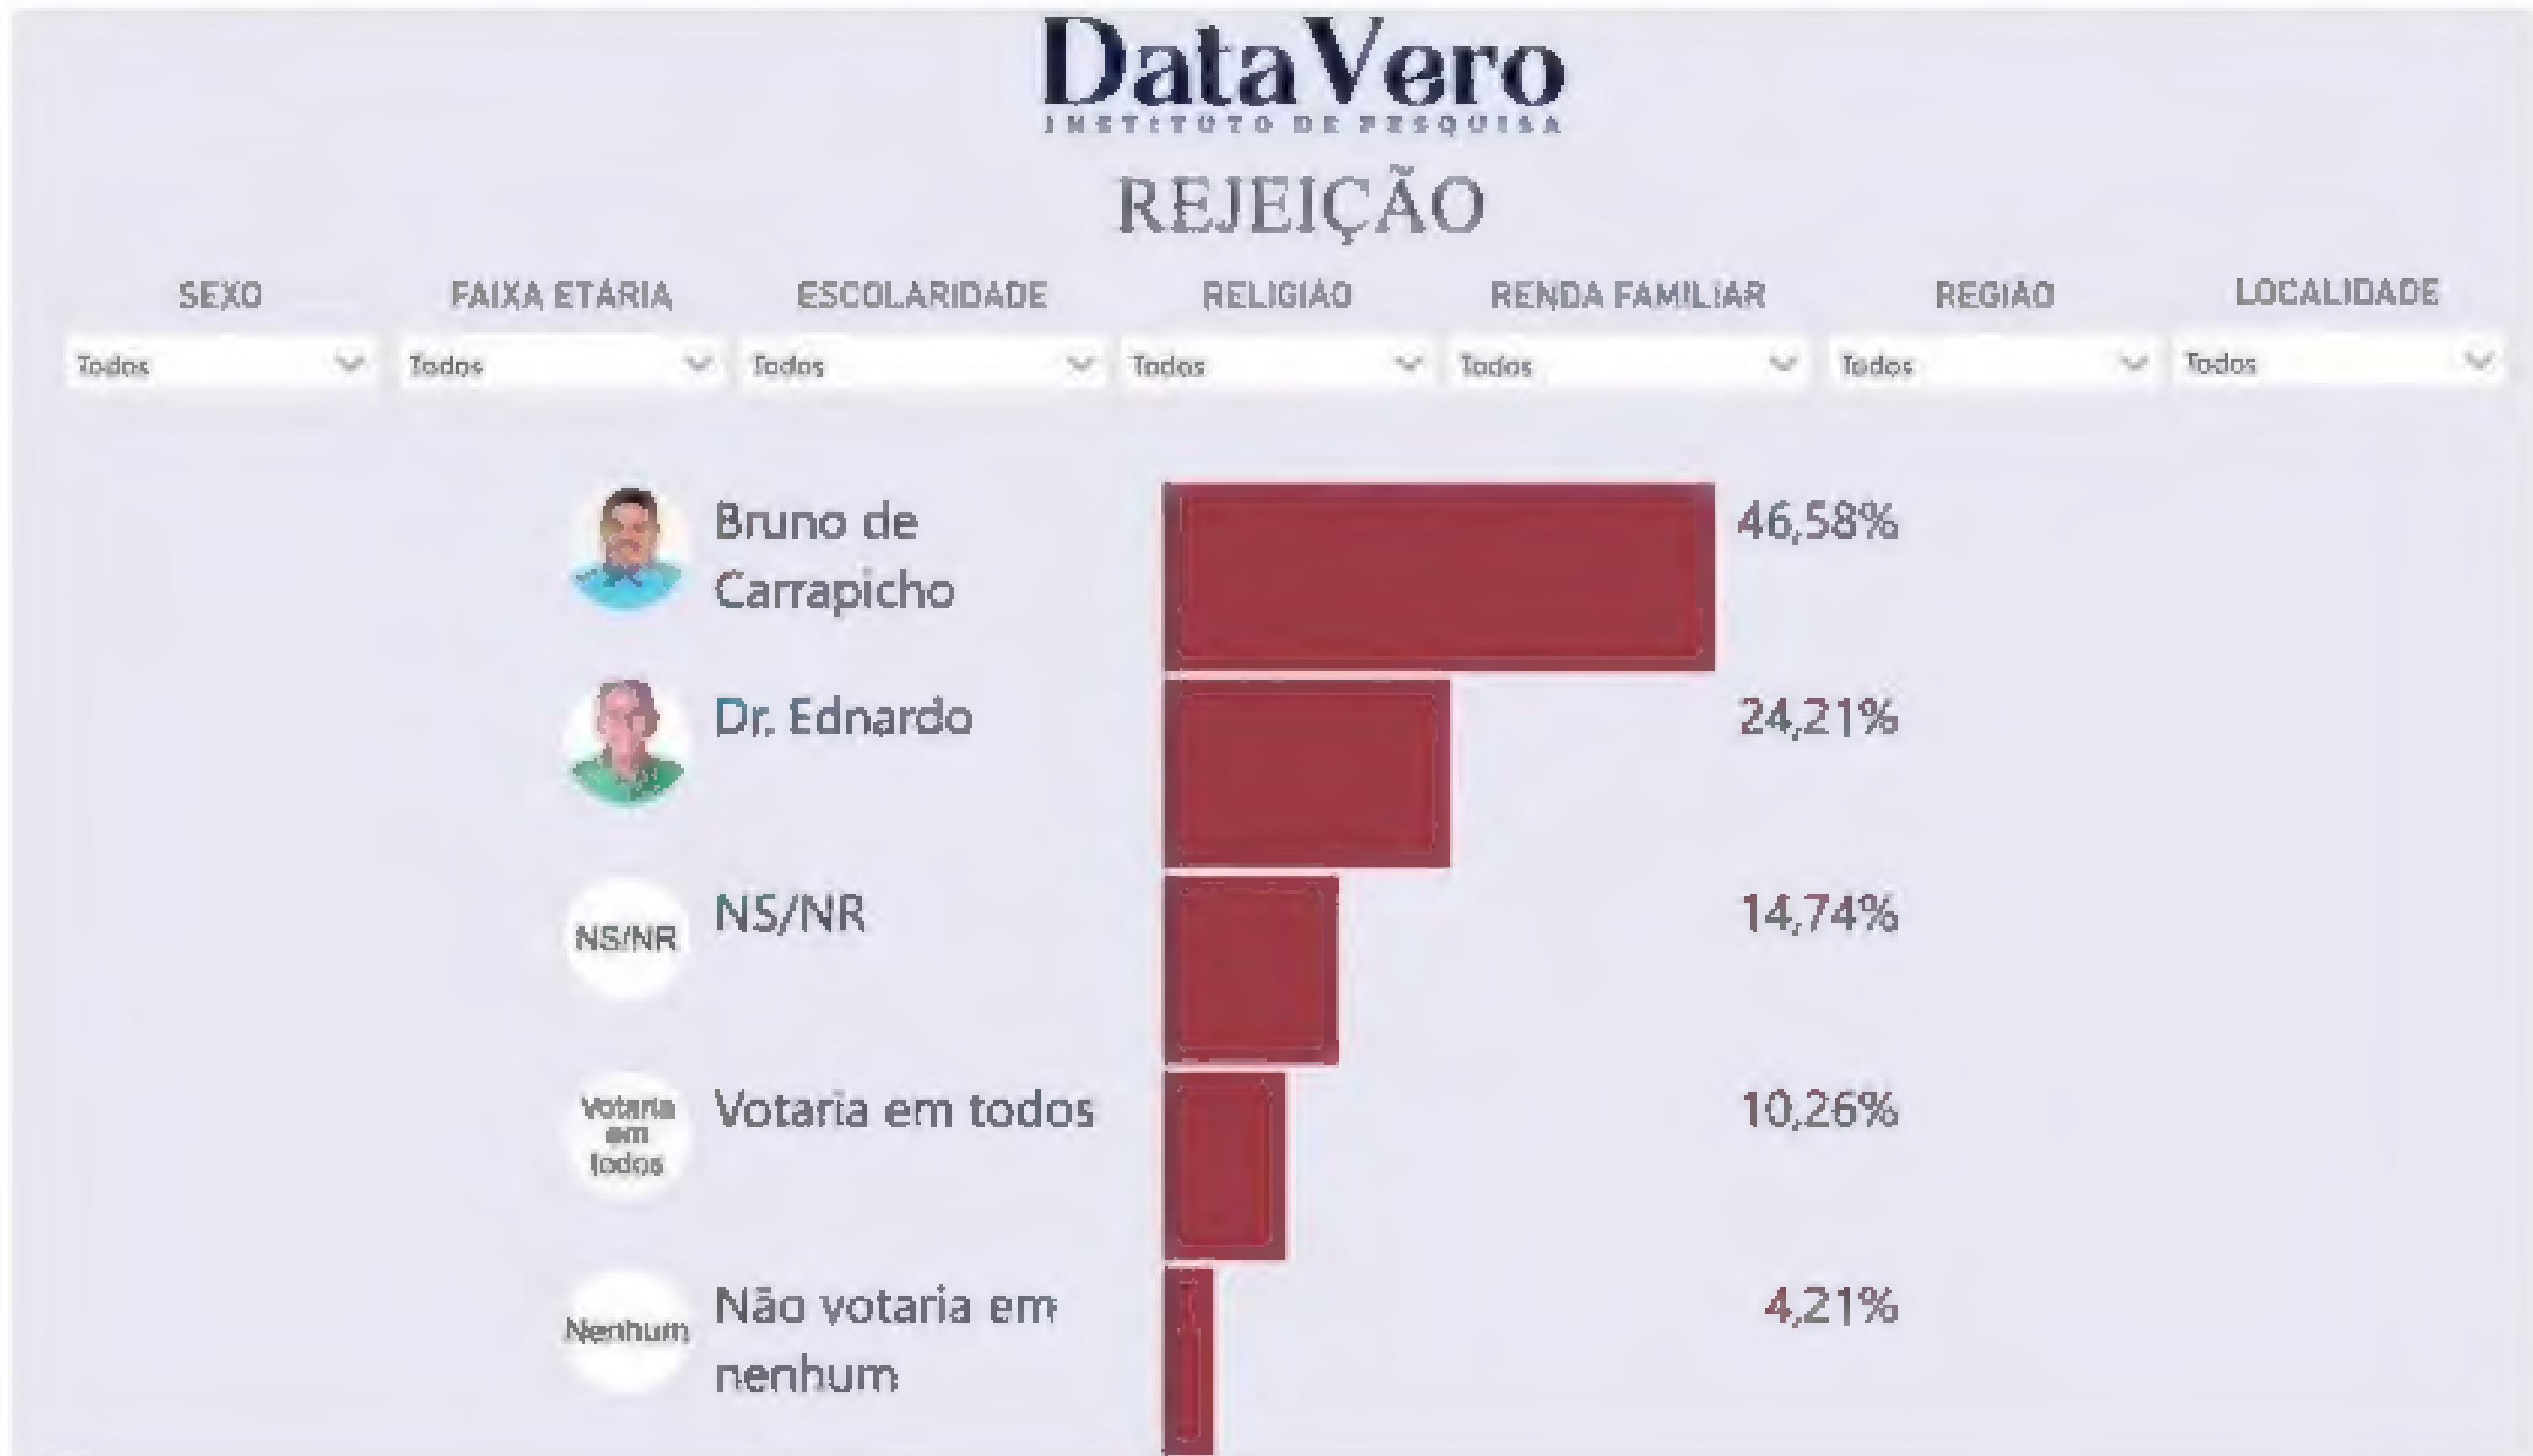 DataVero
INSTITUTO DE PESQUISA
REJEIÇÃO
SEXO FAIXA ETÁRIA ESCOLARIDADE RELIGIÃO RENDA FAMILIAR REGIÃO LOCALIDADE
Todos Todos Todos Todos Todos Todos Todos
Bruno de
Carrapicho
46,58%
Dr. Ednardo 24,21%
NS/NR NS/NR 14,74%
Votaria
em
todos
Votaria em todos 10,26%
Nenhum
Não votaria em
nenhum
4,21%